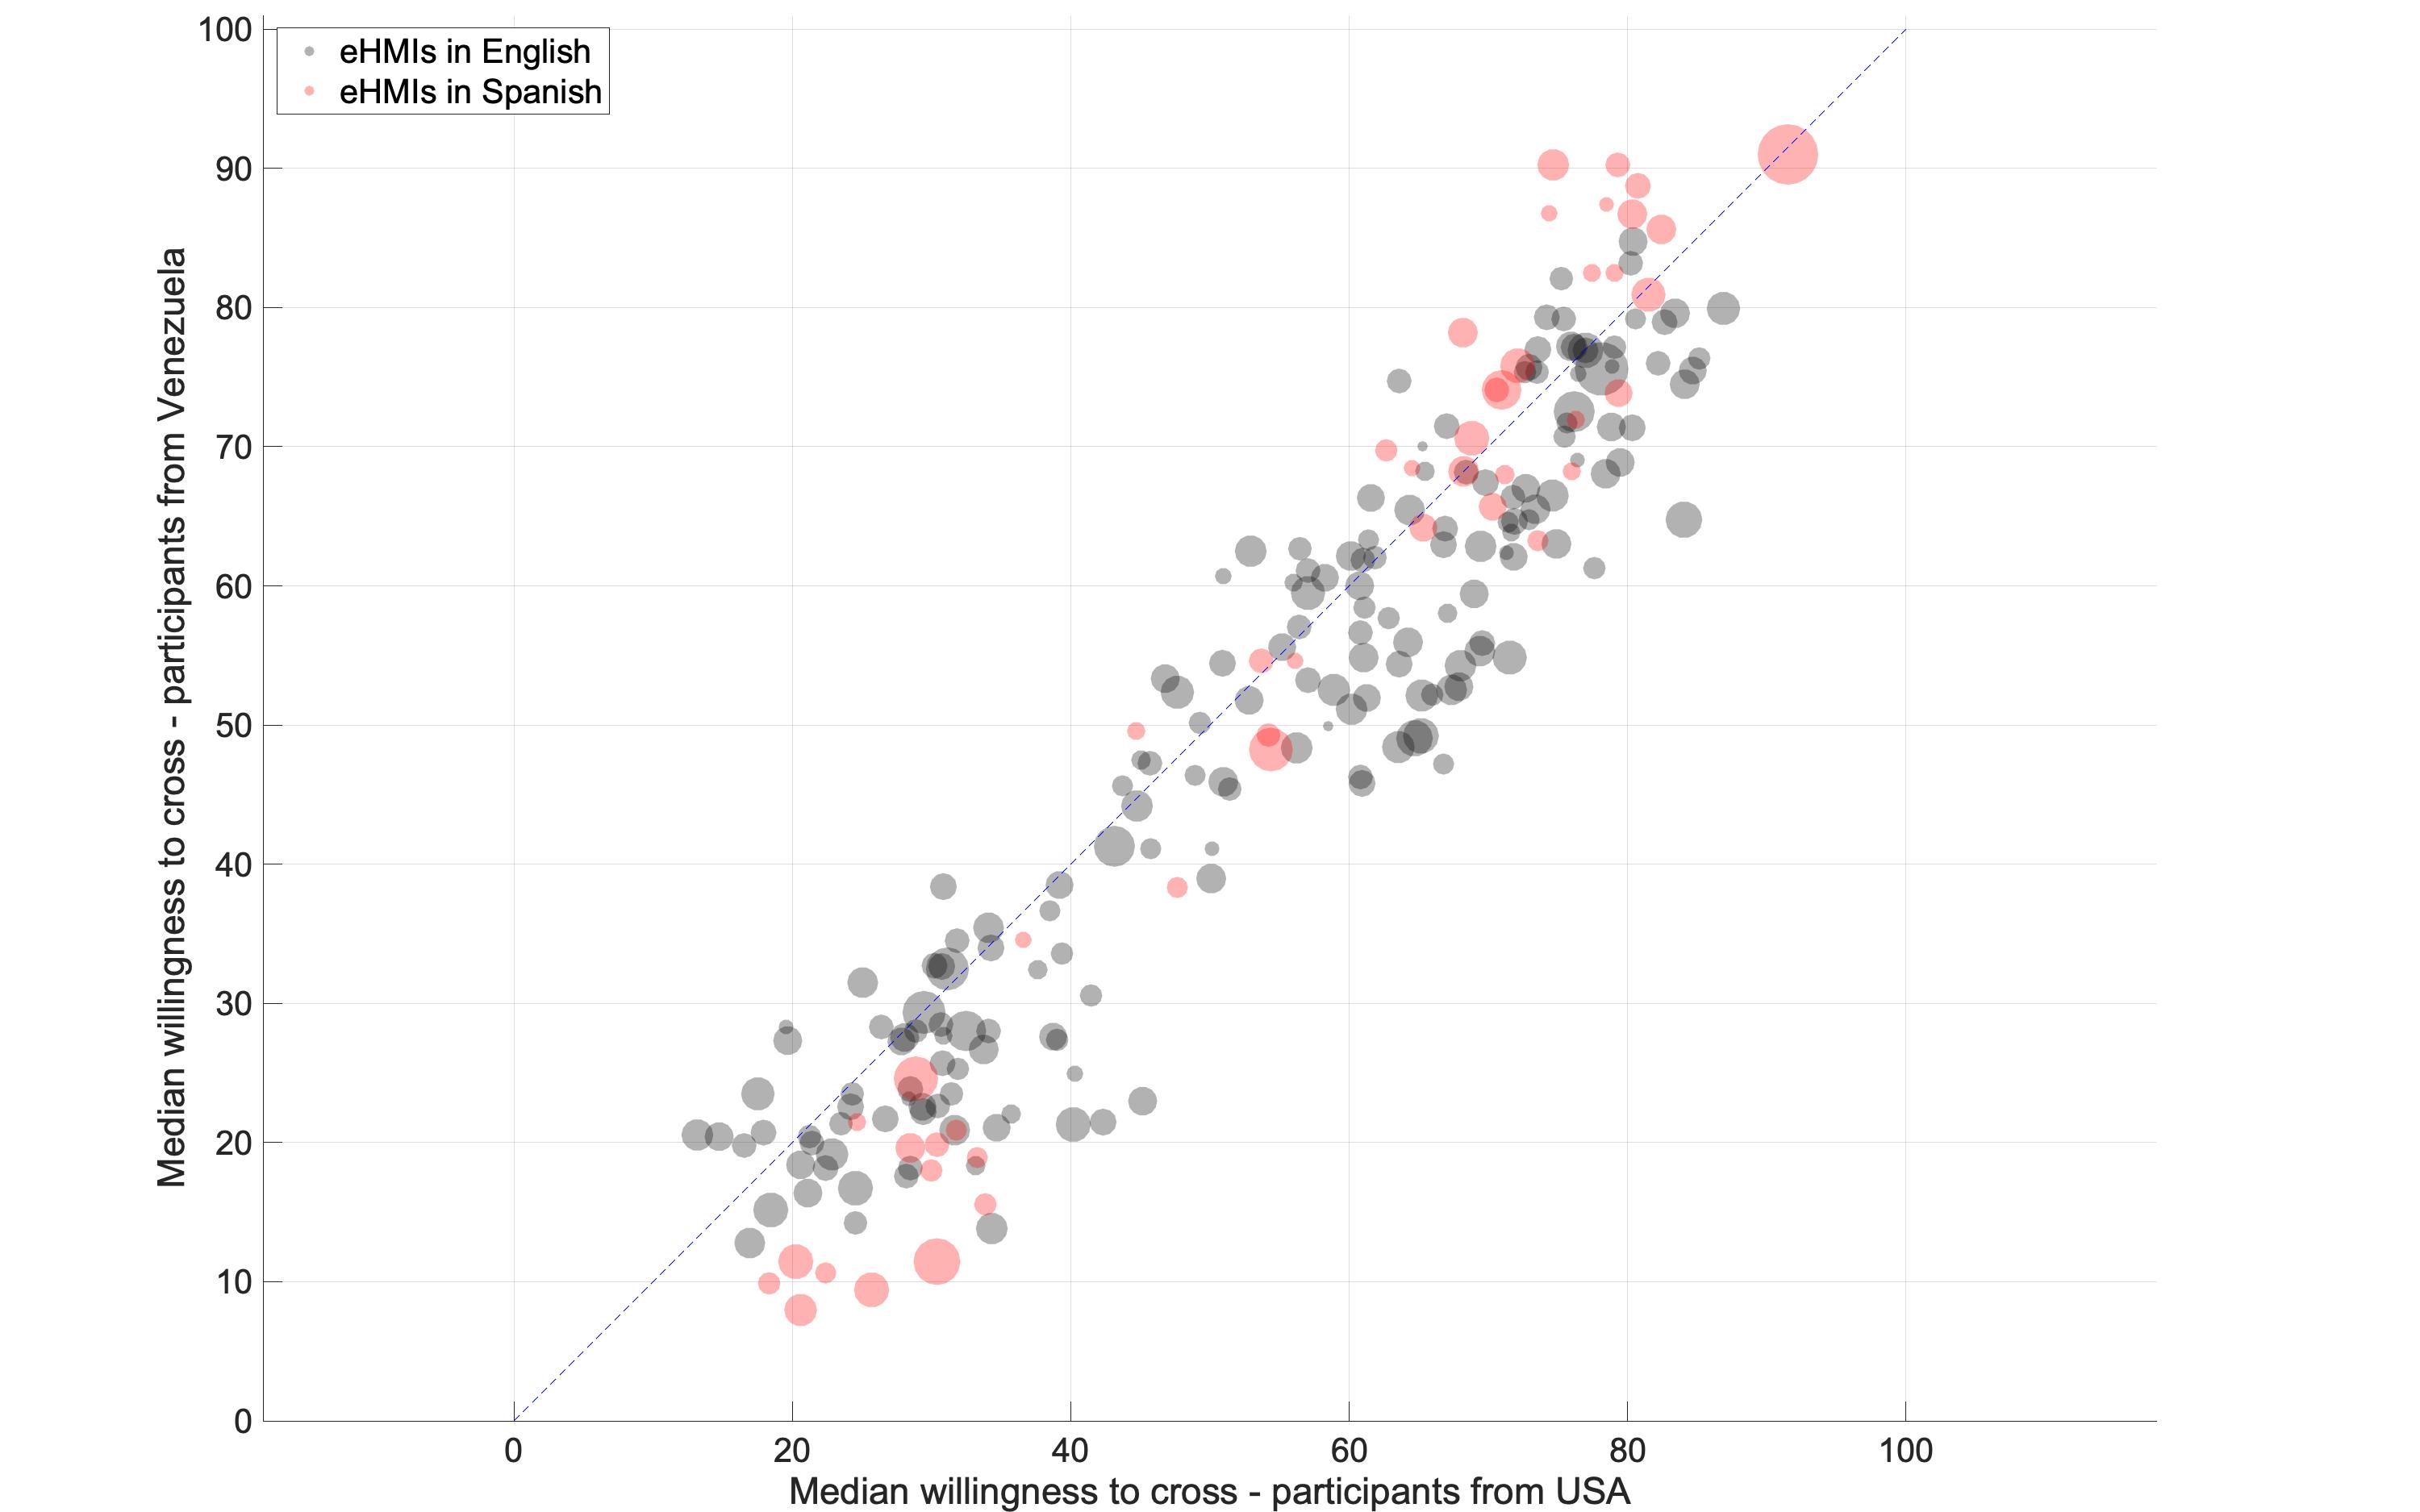 eHMIs in English
eHMIs in Spanish
100
90
80
70
60
50
40
30
20
10
0
Median willingness to cross - participants from Venezuela
0 20 40 60 80 100
Median willingness to cross - participants from USA